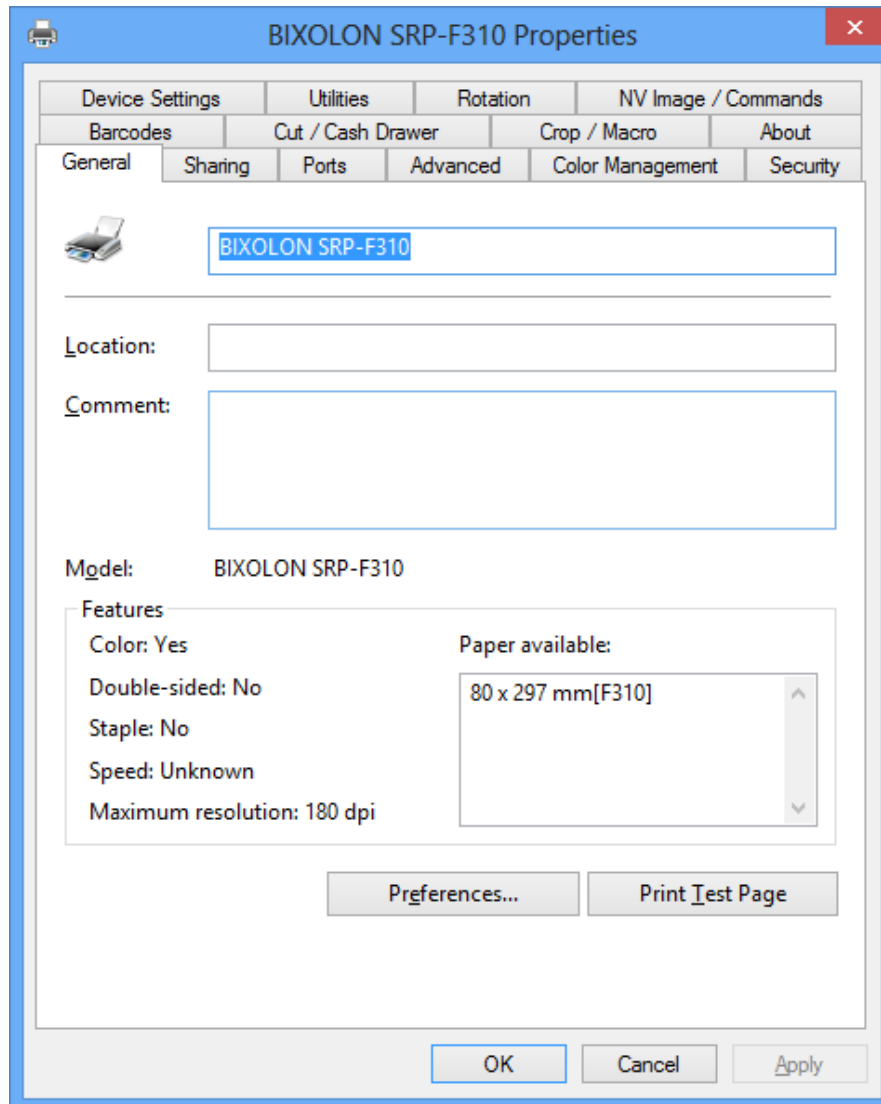 BIXOLON SRP-F310 Properties
Device Settings Utilities Rotation NV Image / Commands
Barcodes Cut / Cash Drawer Crop / Macro About
General Sharing Ports Advanced Color Management Security
BIXOLON SRP-F310
Location:
Comment:
Model: BIXOLON SRP-F310
Features
Color: Yes
Double-sided: No
Staple: No
Speed: Unknown
Maximum resolution: 180 dpi
Paper available:
80 x 297 mm[F310]
Preferences... Print Test Page
OK Cancel Apply